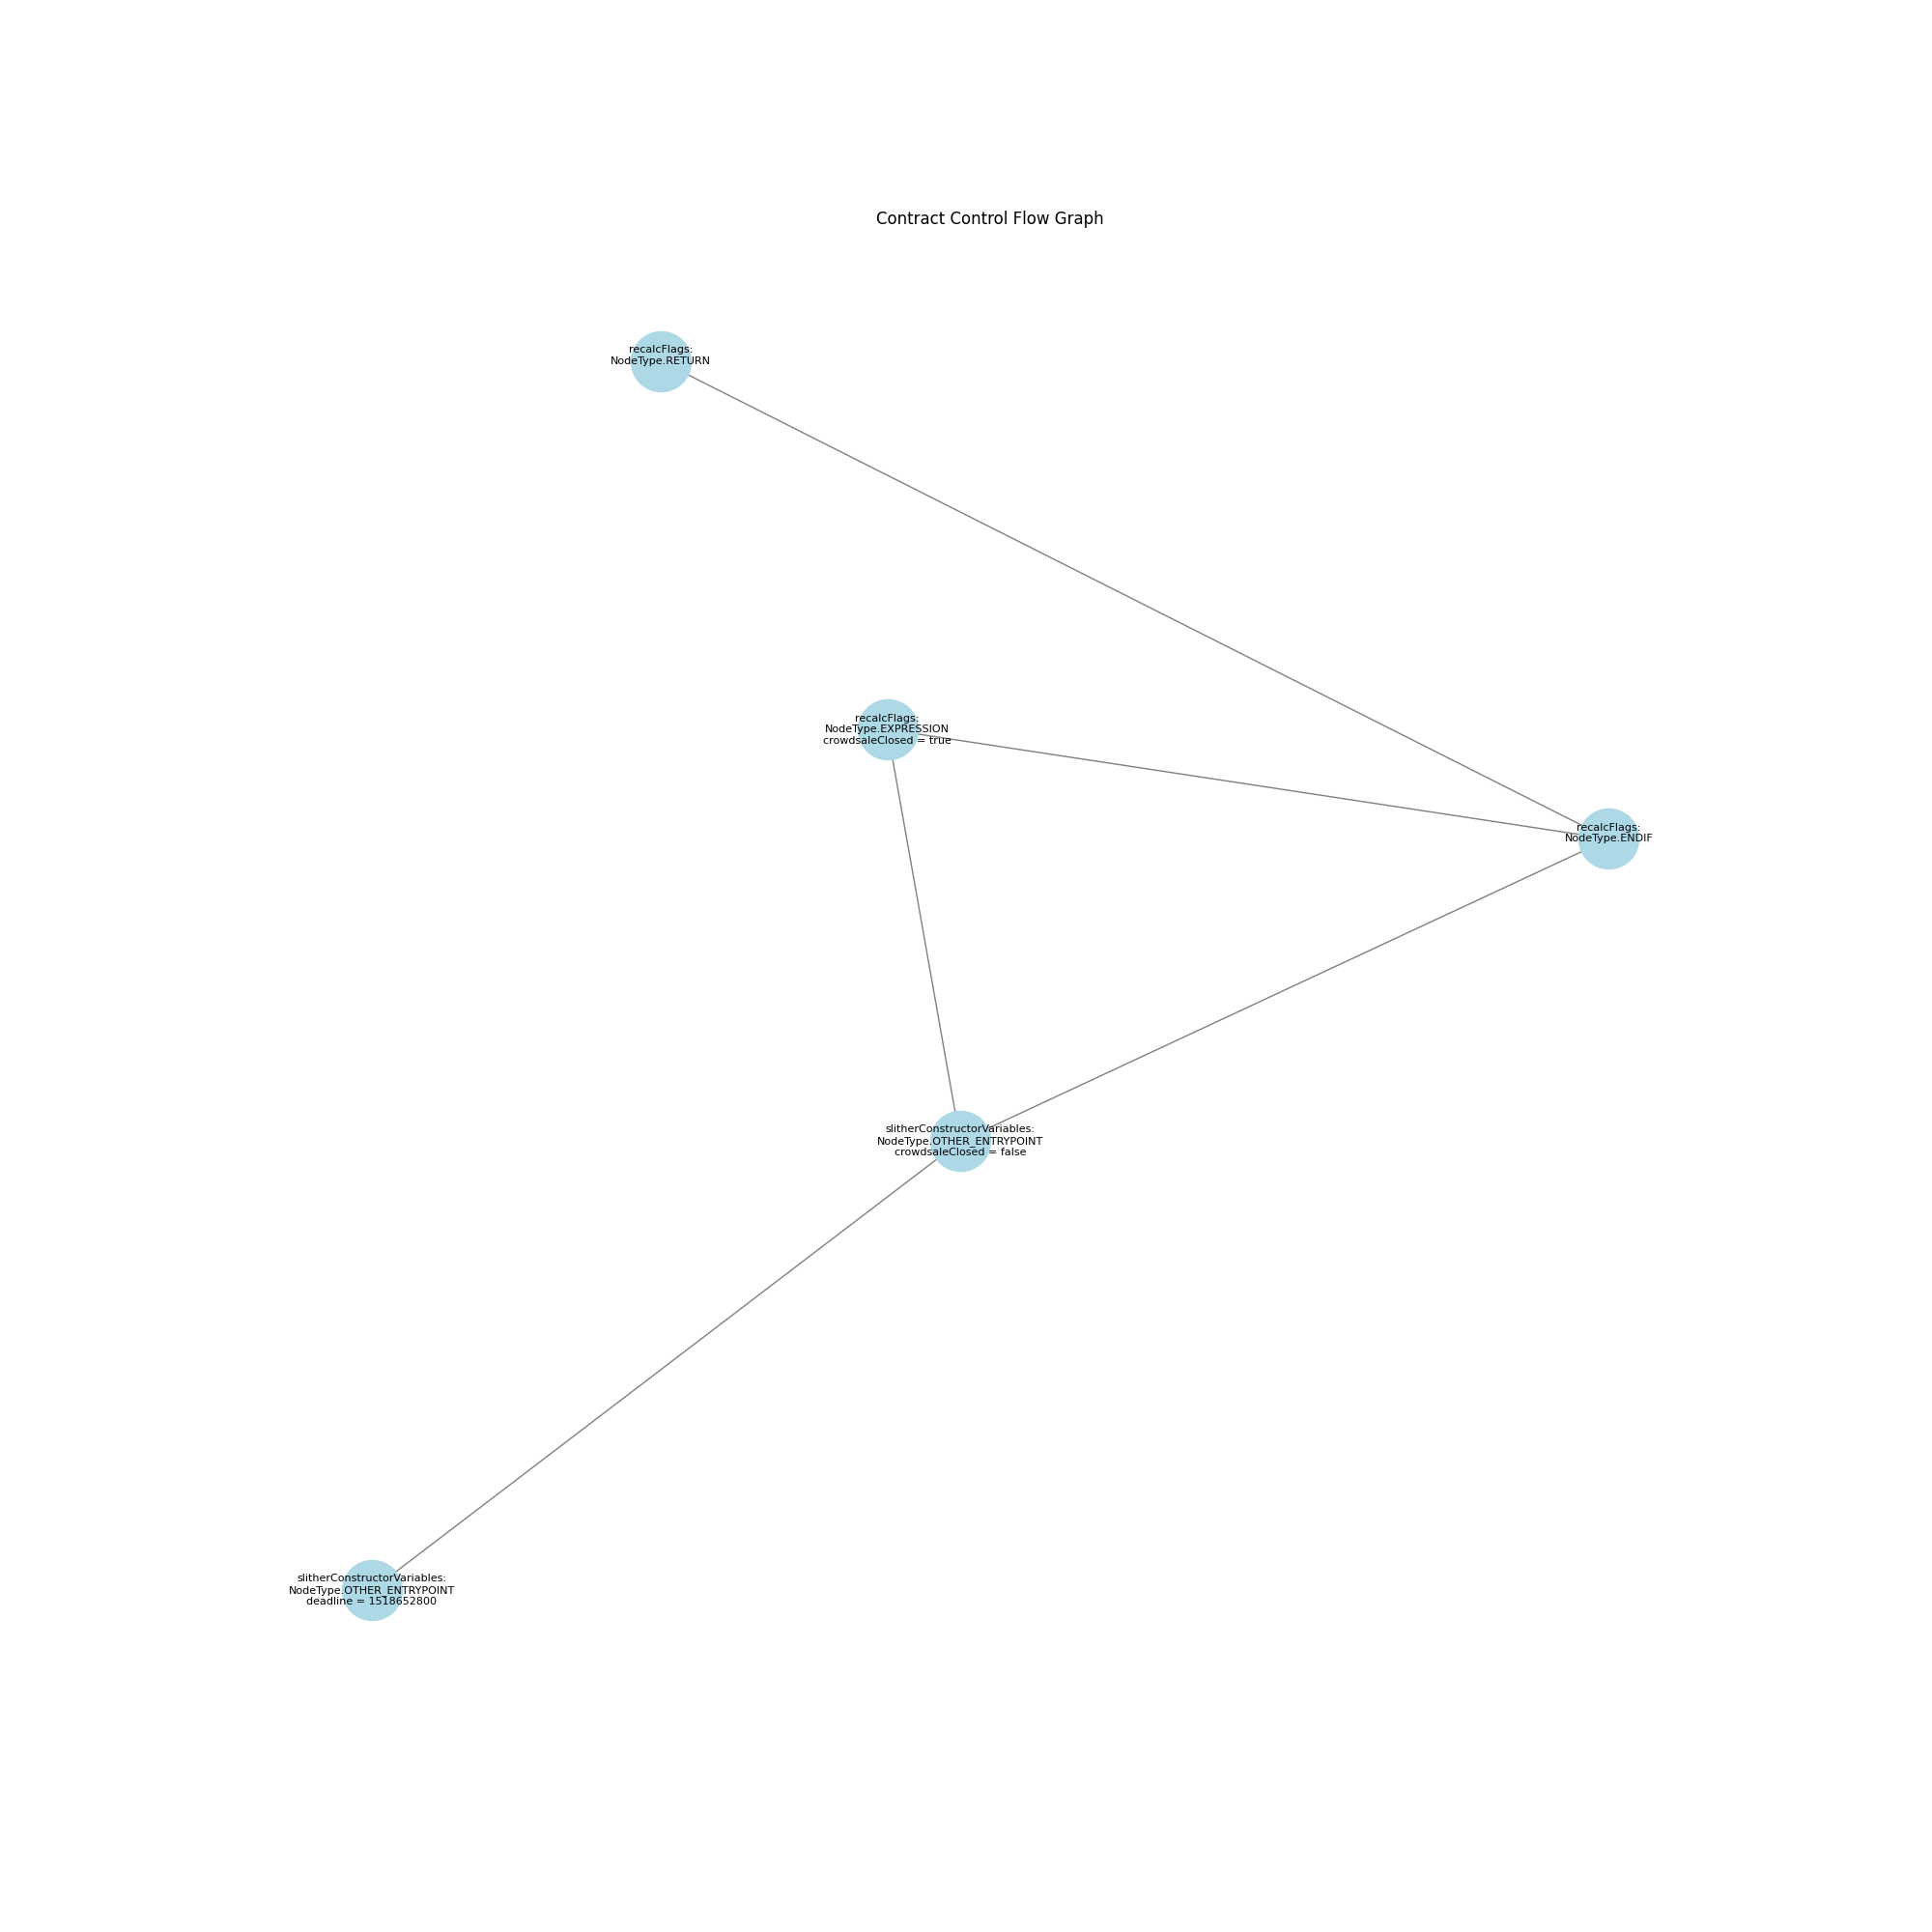 Contract Control Flow Graph
recalcFlags:
NodeType.RETURN
recalcFlags:
NodeType.EXPRESSION
crowdsaleClosed = true
recalcFlags:
NodeType.ENDIF
slitherConstructorVariables:
NodeType.OTHER_ENTRYPOINT
crowdsaleClosed = false
slitherConstructorVariables:
NodeType.OTHER_ENTRYPOINT
deadline = 1518652800